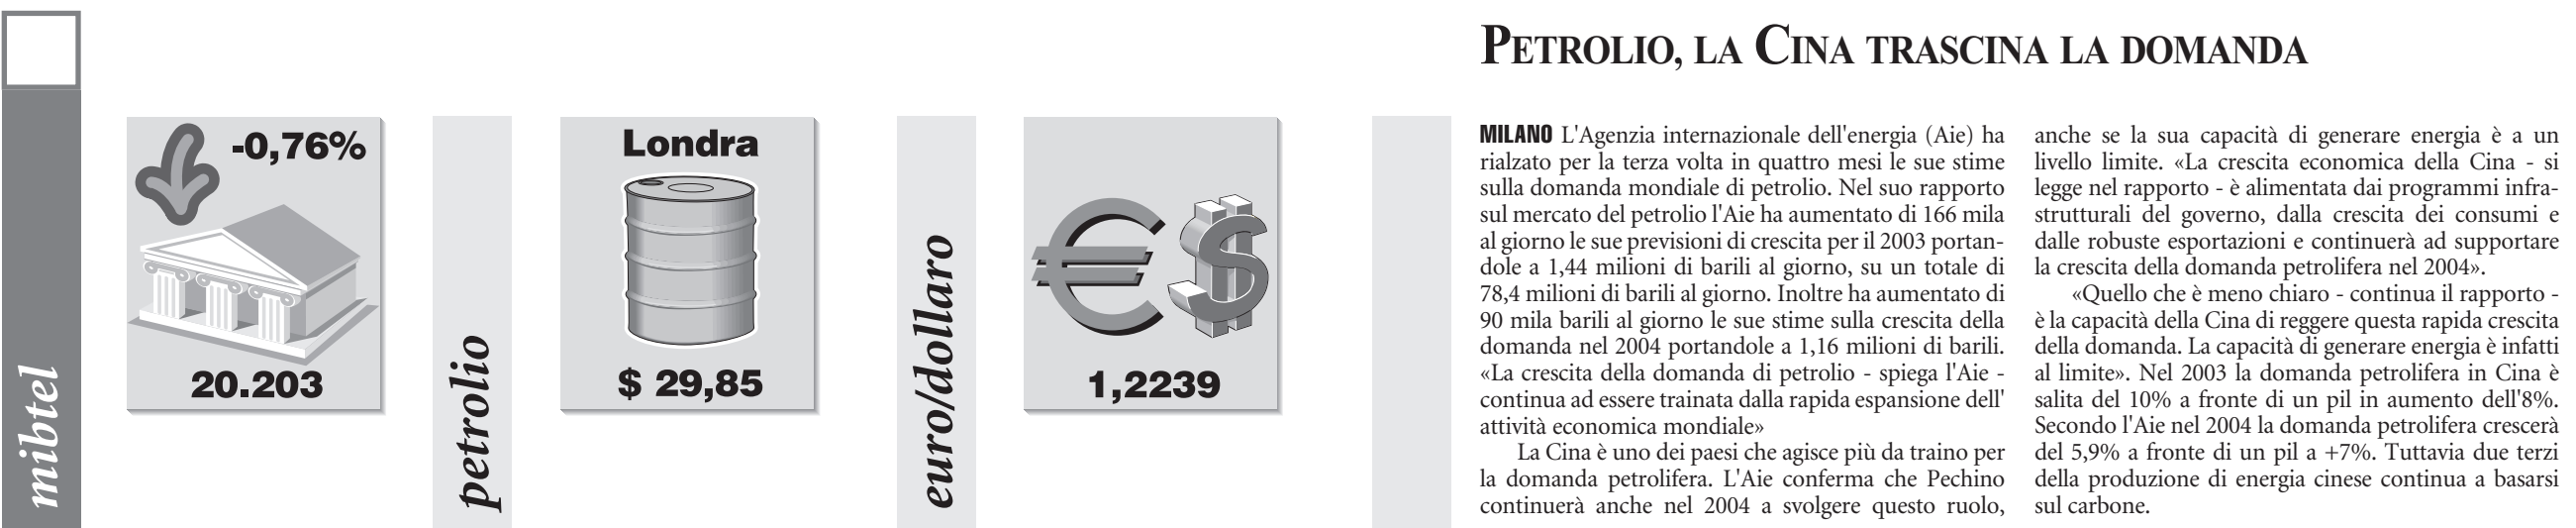 mibtel
-0,76%
20.203
petrolio
Londra
$ 29,85
euro/dollaro
1,2239
PETROLIO, LA CINA TRASCINA LA DOMANDA
MILANO L'Agenzia internazionale dell'energia (Aie) ha
rialzato per la terza volta in quattro mesi le sue stime
sulla domanda mondiale di petrolio. Nel suo rapporto
sul mercato del petrolio l'Aie ha aumentato di 166 mila
al giorno le sue previsioni di crescita per il 2003 portan-
dole a 1,44 milioni di barili al giorno, su un totale di
78,4 milioni di barili al giorno. Inoltre ha aumentato di
90 mila barili al giorno le sue stime sulla crescita della
domanda nel 2004 portandole a 1,16 milioni di barili.
«La crescita della domanda di petrolio - spiega l'Aie -
continua ad essere trainata dalla rapida espansione dell'
attività economica mondiale»
La Cina è uno dei paesi che agisce più da traino per
la domanda petrolifera. L'Aie conferma che Pechino
continuerà anche nel 2004 a svolgere questo ruolo,
anche se la sua capacità di generare energia è a un
livello limite. «La crescita economica della Cina - si
legge nel rapporto - è alimentata dai programmi infra-
strutturali del governo, dalla crescita dei consumi e
dalle robuste esportazioni e continuerà ad supportare
la crescita della domanda petrolifera nel 2004».
«Quello che è meno chiaro - continua il rapporto -
è la capacità della Cina di reggere questa rapida crescita
della domanda. La capacità di generare energia è infatti
al limite». Nel 2003 la domanda petrolifera in Cina è
salita del 10% a fronte di un pil in aumento dell'8%.
Secondo l'Aie nel 2004 la domanda petrolifera crescerà
del 5,9% a fronte di un pil a +7%. Tuttavia due terzi
della produzione di energia cinese continua a basarsi
sul carbone.